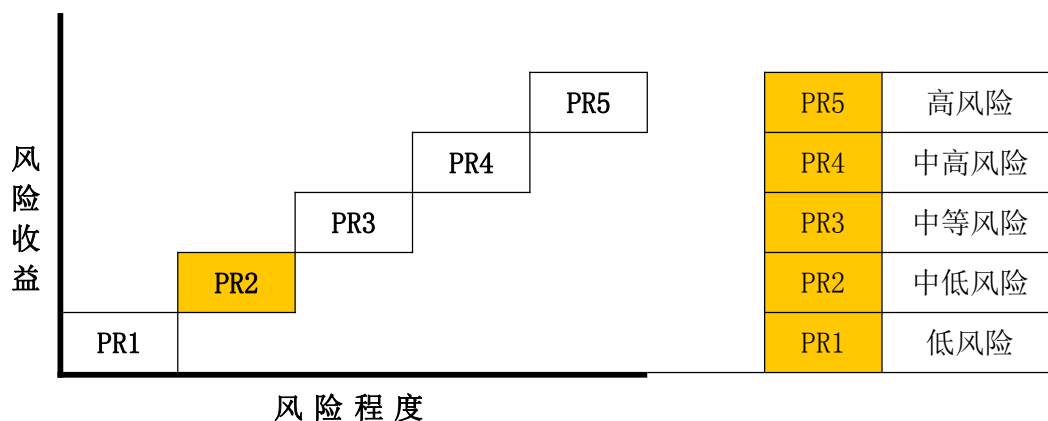 风险收益
PR5
PR4
PR3
PR2
PR1
风险程度
PR5 高风险
PR4 中高风险
PR3 中等风险
PR2 中低风险
PR1 低风险